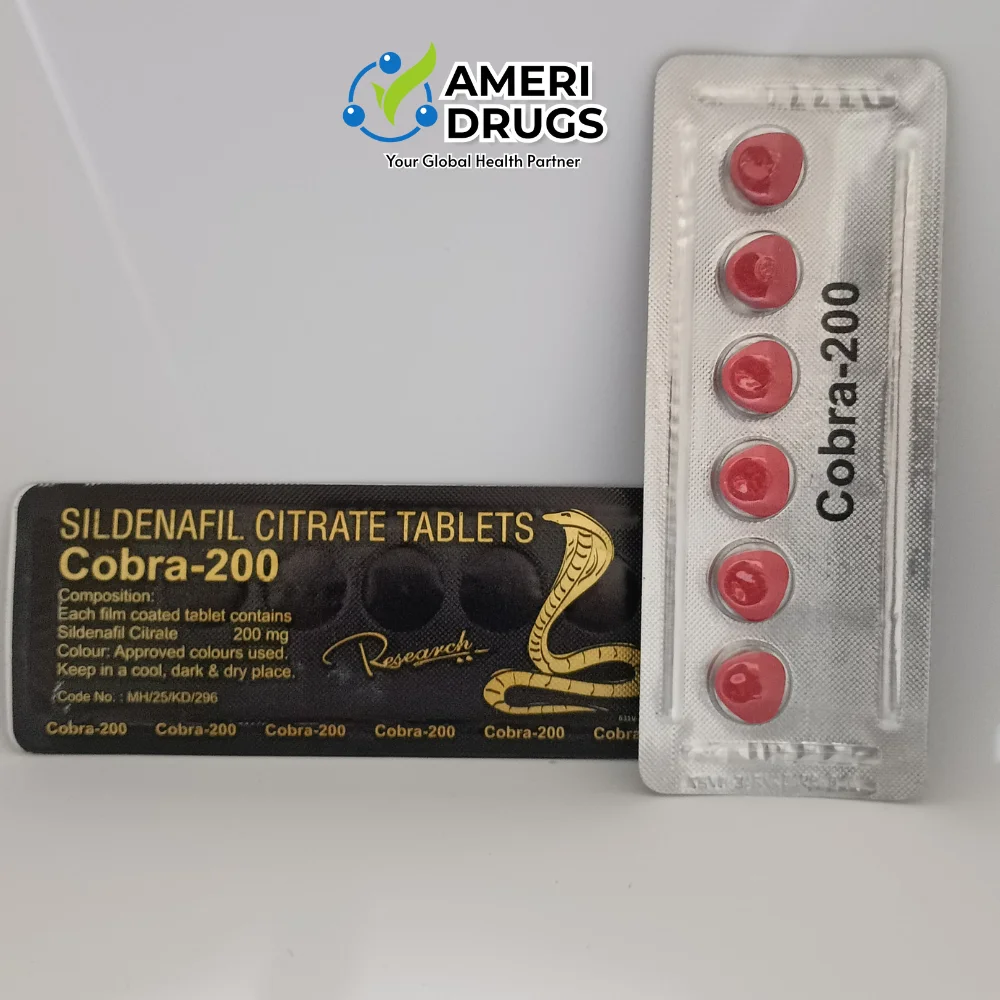 AMERI
DRUGS
Your Global Health Partner
SILDENAFIL CITRATE TABLETS
Cobra-200
Composition:
Each film coated tablet contains
Sildenafil Citrate 200 mg
Colour: Approved colours used.
Keep in a cool, dark & dry place.
Research
Code No. : MH/25/KD/296
Cobra-200 Cobra-200 Cobra-200 Cobra-200 Cobra-200 Cobra
Cobra-200